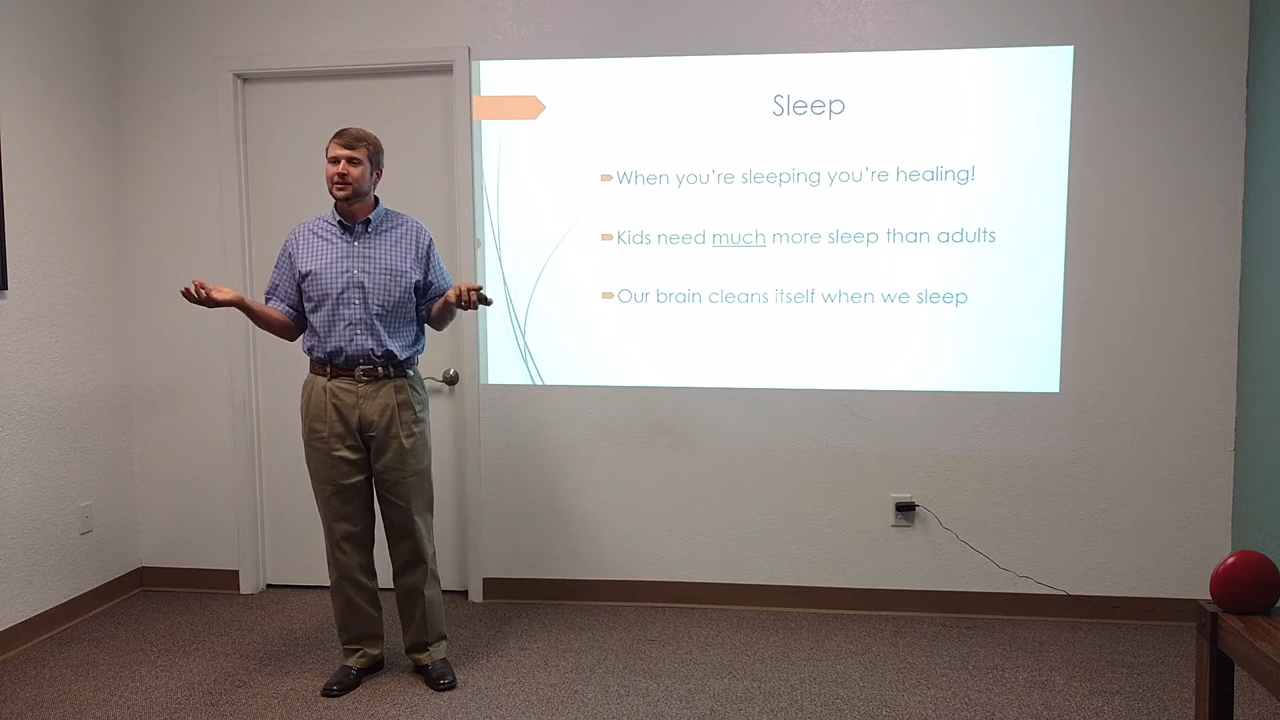 Sleep
When you're sleeping you're healing!
Kids need much more sleep than adults
Our brain cleans itself when we sleep